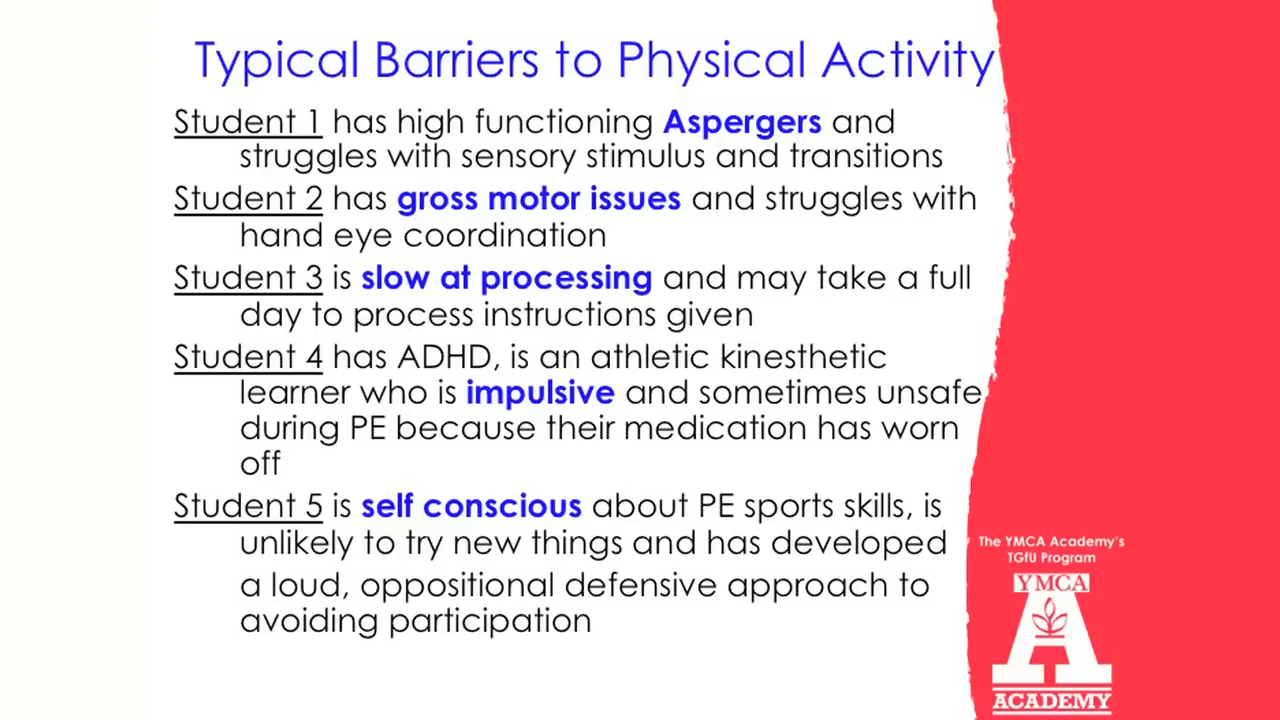 Typical Barriers to Physical Activity
Student 1 has high functioning Aspergers and
struggles with sensory stimulus and transitions
Student 2 has gross motor issues and struggles with
hand eye coordination
Student 3 is slow at processing and may take a full
day to process instructions given
Student 4 has ADHD, is an athletic kinesthetic
learner who is impulsive and sometimes unsafe
during PE because their medication has worn
off
Student 5 is self conscious about PE sports skills, is
unlikely to try new things and has developed
a loud, oppositional defensive approach to
avoiding participation
The YMCA Academy's
TGfU Program
YMCA
A
ACADEMY